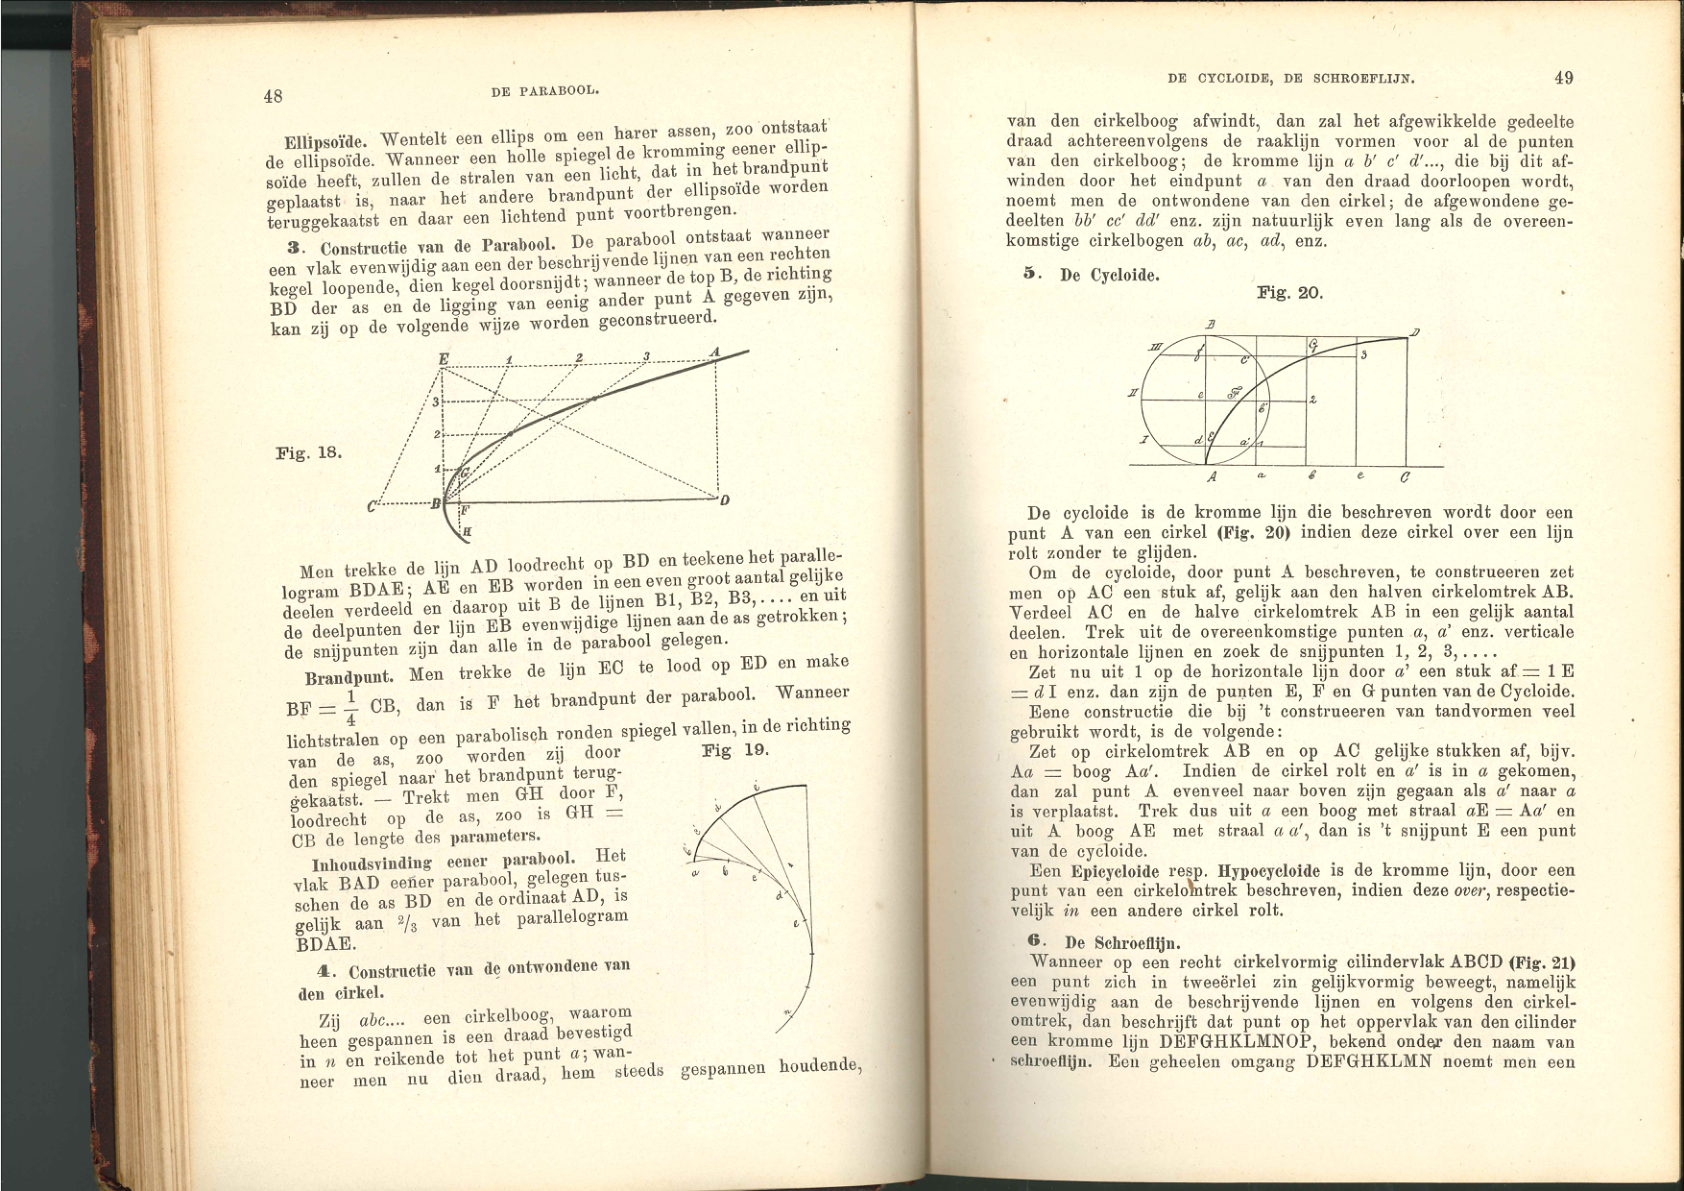 48
DE PARABOOL.
Ellipsoïde. Wentelt een ellips om een harer assen, zoo ontstaat
de ellipsoïde. Wanneer een holle spiegel de kromming eener ellip-
soïde heeft, zullen de stralen van een licht, dat in het brandpunt
geplaatst is, naar het andere brandpunt der ellipsoïde worden
teruggekaatst en daar een lichtend punt voortbrengen.
3. Constructie van de Parabool. De parabool ontstaat wanneer
een vlak evenwijdig aan een der beschrijvende lijnen van een rechten
kegel loopende, dien kegel doorsnijdt; wanneer de top B, de richting
BD der as en de ligging van eenig ander punt A gegeven zijn,
kan zij op de volgende wijze worden geconstrueerd.
E 1 2 3 A
3
2
Fig. 18.
1 G
C B F D
H
Men trekke de lijn AD loodrecht op BD en teekene het paralle-
logram BDAE; AE en EB worden in een even groot aantal gelijke
deelen verdeeld en daarop uit B de lijnen B1, B2, B3,.... en uit
de deelpunten der lijn EB evenwijdige lijnen aan de as getrokken;
de snijpunten zijn dan alle in de parabool gelegen.
Brandpunt. Men trekke de lijn EC te lood op ED en make
BF = 1/4 CB, dan is F het brandpunt der parabool. Wanneer
lichtstralen op een parabolisch ronden spiegel vallen, in de richting
van de as, zoo worden zij door
den spiegel naar het brandpunt terug-
gekaatst. — Trekt men GH door F,
loodrecht op de as, zoo is GH =
CB de lengte des parameters.
Inhoudsvinding eener parabool. Het
vlak BAD eener parabool, gelegen tus-
schen de as BD en de ordinaat AD, is
gelijk aan 2/3 van het parallelogram
BDAE.
4. Constructie van de ontwondene van
den cirkel.
Zij abc.... een cirkelboog, waarom
heen gespannen is een draad bevestigd
in n en reikende tot het punt a; wan-
neer men nu dien draad, hem steeds gespannen houdende,
Fig 19.
e'
d'
c'
b'
a b c
d
e
n
DE CYCLOIDE, DE SCHROEFLIJN.
49
van den cirkelboog afwindt, dan zal het afgewikkelde gedeelte
draad achtereenvolgens de raaklijn vormen voor al de punten
van den cirkelboog; de kromme lijn a b' c' d'..., die bij dit af-
winden door het eindpunt a van den draad doorloopen wordt,
noemt men de ontwondene van den cirkel; de afgewondene ge-
deelten bb' cc' dd' enz. zijn natuurlijk even lang als de overeen-
komstige cirkelbogen ab, ac, ad, enz.
5. De Cycloide.
Fig. 20.
B D
III f c' G 3
II e F b' 2
I d E a' 1
A a b c C
De cycloide is de kromme lijn die beschreven wordt door een
punt A van een cirkel (Fig. 20) indien deze cirkel over een lijn
rolt zonder te glijden.
Om de cycloide, door punt A beschreven, te construeeren zet
men op AC een stuk af, gelijk aan den halven cirkelomtrek AB.
Verdeel AC en de halve cirkelomtrek AB in een gelijk aantal
deelen. Trek uit de overeenkomstige punten a, a' enz. verticale
en horizontale lijnen en zoek de snijpunten 1, 2, 3,....
Zet nu uit 1 op de horizontale lijn door a' een stuk af = 1 E
= d I enz. dan zijn de punten E, F en G punten van de Cycloide.
Eene constructie die bij 't construeeren van tandvormen veel
gebruikt wordt, is de volgende:
Zet op cirkelomtrek AB en op AC gelijke stukken af, bijv.
Aa = boog Aa'. Indien de cirkel rolt en a' is in a gekomen,
dan zal punt A evenveel naar boven zijn gegaan als a' naar a
is verplaatst. Trek dus uit a een boog met straal aE = Aa' en
uit A boog AE met straal a a', dan is 't snijpunt E een punt
van de cycloide.
Een Epicycloide resp. Hypocycloide is de kromme lijn, door een
punt van een cirkelomtrek beschreven, indien deze over, respectie-
velijk in een andere cirkel rolt.
6. De Schroeflijn.
Wanneer op een recht cirkelvormig cilindervlak ABCD (Fig. 21)
een punt zich in tweeërlei zin gelijkvormig beweegt, namelijk
evenwijdig aan de beschrijvende lijnen en volgens den cirkel-
omtrek, dan beschrijft dat punt op het oppervlak van den cilinder
een kromme lijn DEFGHKLMNOP, bekend onder den naam van
schroeflijn. Een geheelen omgang DEFGHKLMN noemt men een